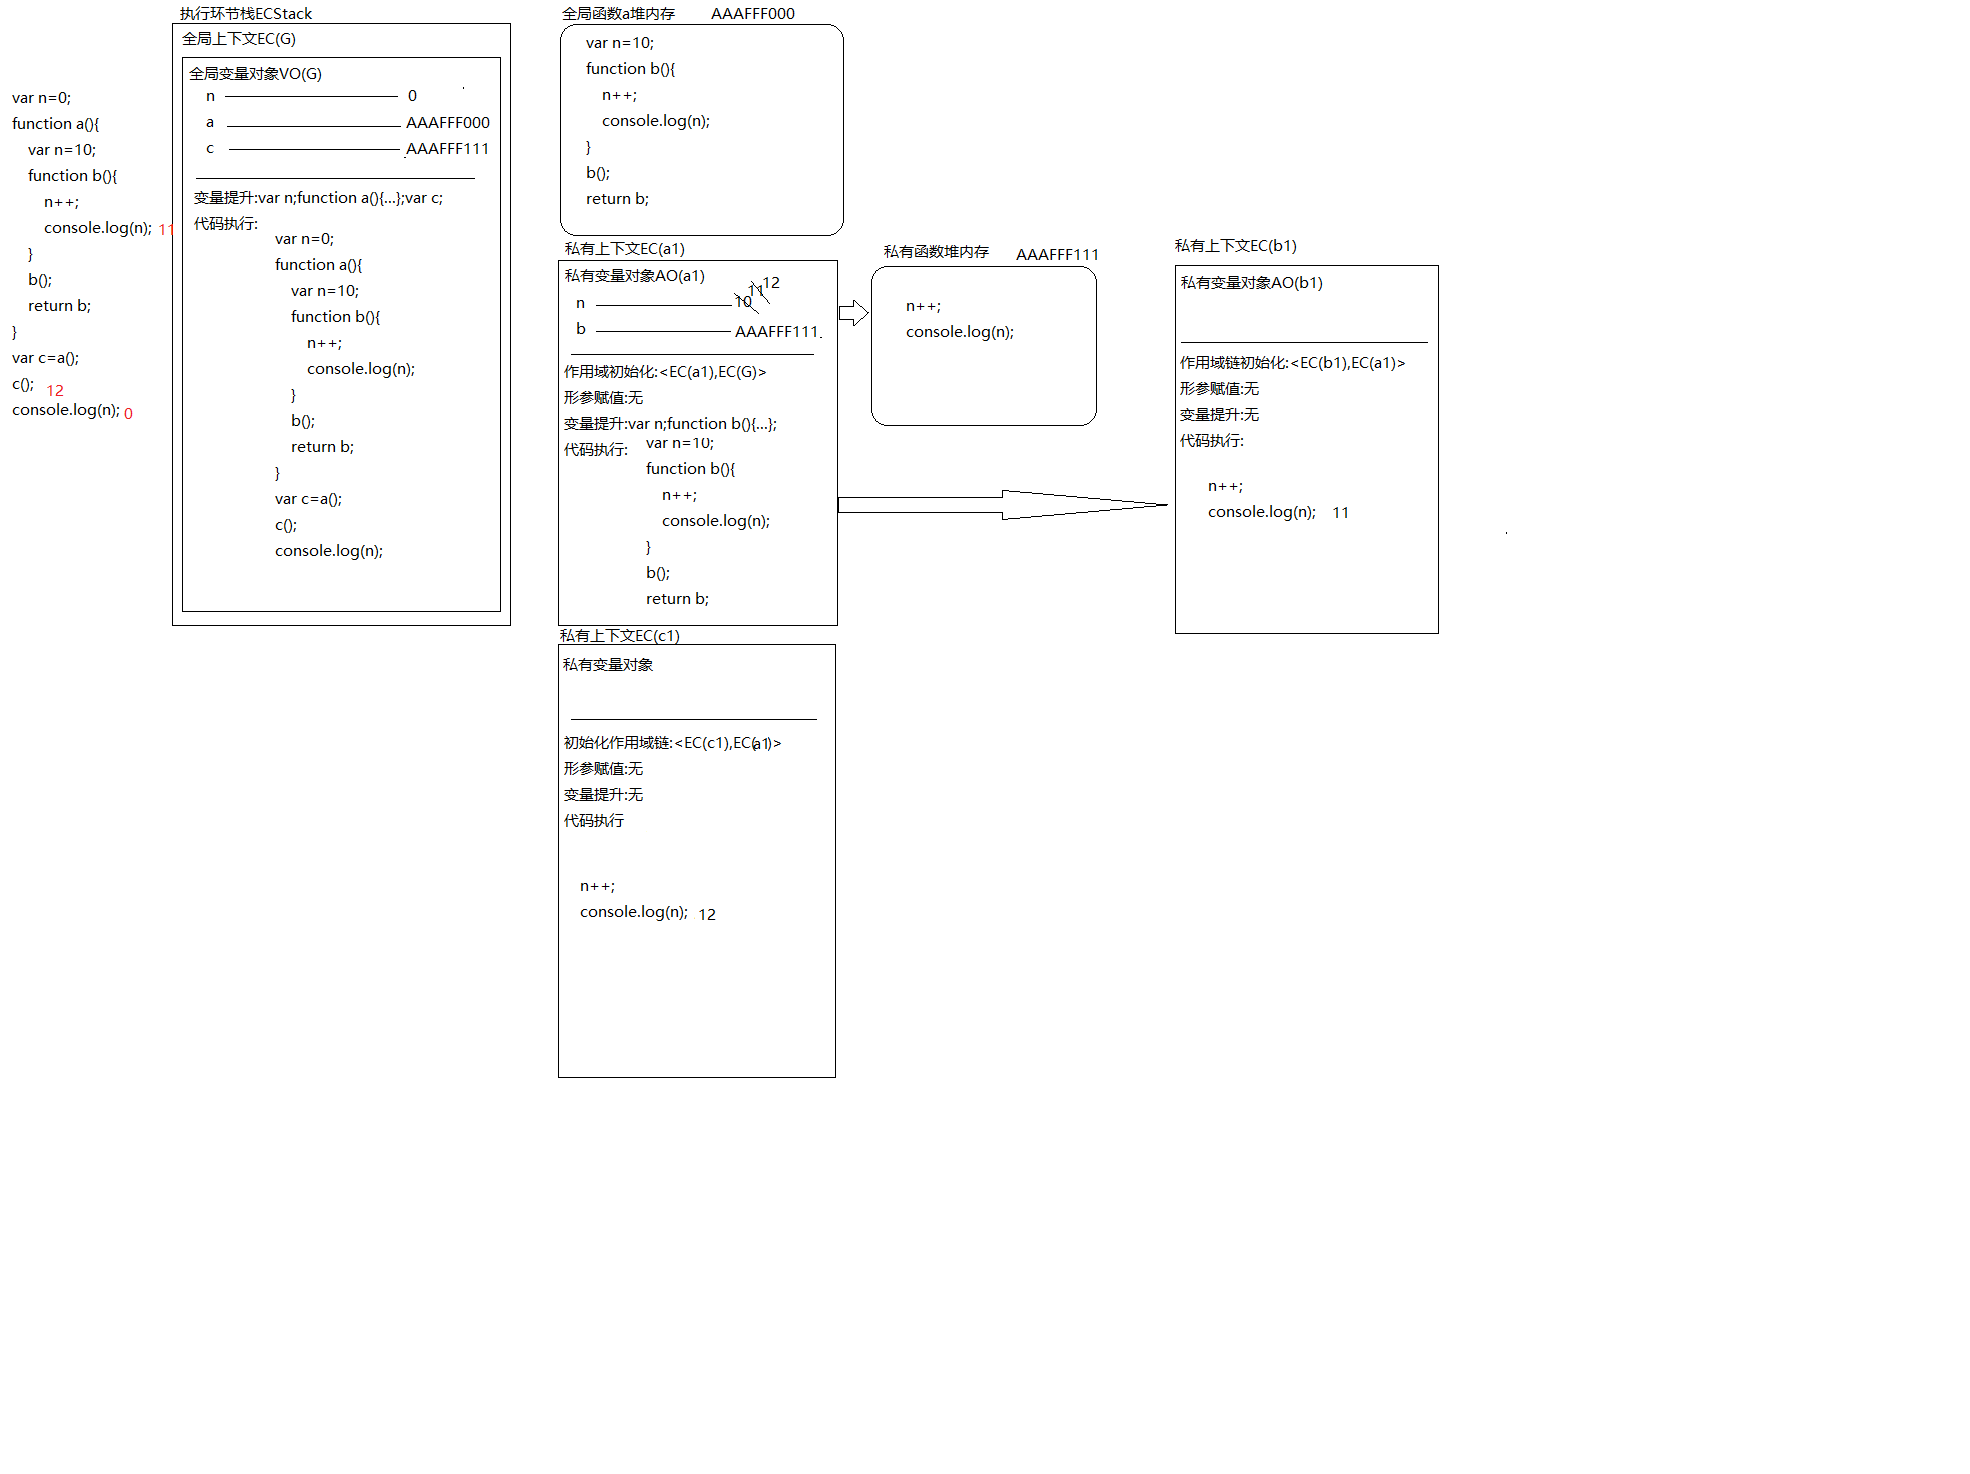 var n=0;
function a(){
var n=10;
function b(){
n++;
console.log(n); 11
}
b();
return b;
}
var c=a();
c(); 12
console.log(n); 0
执行环节栈ECStack
全局上下文EC(G)
全局变量对象VO(G)
n 0
a AAAFFF000
c AAAFFF111
变量提升:var n;function a(){...};var c;
代码执行:
var n=0;
function a(){
var n=10;
function b(){
n++;
console.log(n);
}
b();
return b;
}
var c=a();
c();
console.log(n);
全局函数a堆内存 AAAFFF000
var n=10;
function b(){
n++;
console.log(n);
}
b();
return b;
私有上下文EC(a1)
私有变量对象AO(a1)
n 10 11 12
b AAAFFF111
作用域初始化:<EC(a1),EC(G)>
形参赋值:无
变量提升:var n;function b(){...};
代码执行:
var n=10;
function b(){
n++;
console.log(n);
}
b();
return b;
私有函数堆内存 AAAFFF111
n++;
console.log(n);
私有上下文EC(b1)
私有变量对象AO(b1)
作用域链初始化:<EC(b1),EC(a1)>
形参赋值:无
变量提升:无
代码执行:
n++;
console.log(n); 11
私有上下文EC(c1)
私有变量对象
初始化作用域链:<EC(c1),EC(a1)>
形参赋值:无
变量提升:无
代码执行
n++;
console.log(n); 12